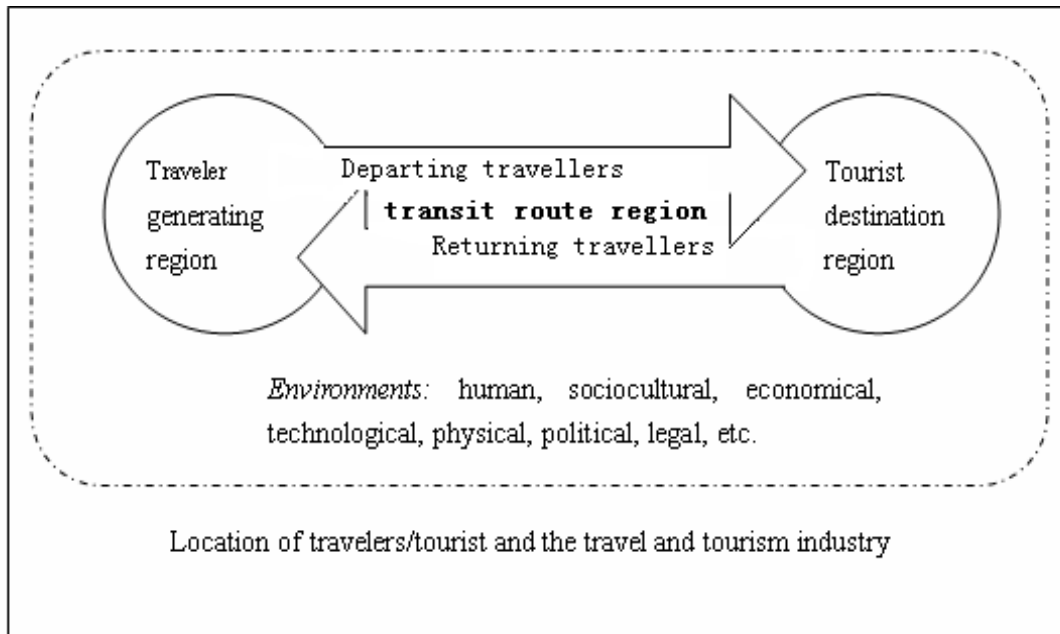 Traveler
generating
region
Departing travellers
transit route region
Returning travellers
Tourist
destination
region
Environments: human, sociocultural, economical,
technological, physical, political, legal, etc.
Location of travelers/tourist and the travel and tourism industry